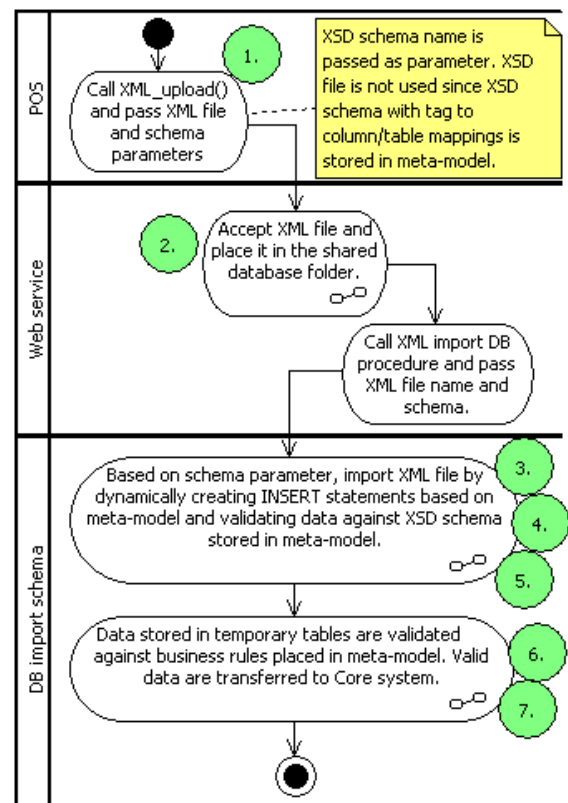 POS
1.
Call XML_upload()
and pass XML file
and schema
parameters
XSD schema name is
passed as parameter. XSD
file is not used since XSD
schema with tag to
column/table mappings is
stored in meta-model.
Web service
2.
Accept XML file and
place it in the shared
database folder.
Call XML import DB
procedure and pass
XML file name and
schema.
DB import schema
Based on schema parameter, import XML file by
dynamically creating INSERT statements based on
meta-model and validating data against XSD schema
stored in meta-model.
3.
4.
5.
Data stored in temporary tables are validated
against business rules placed in meta-model. Valid
data are transferred to Core system.
6.
7.